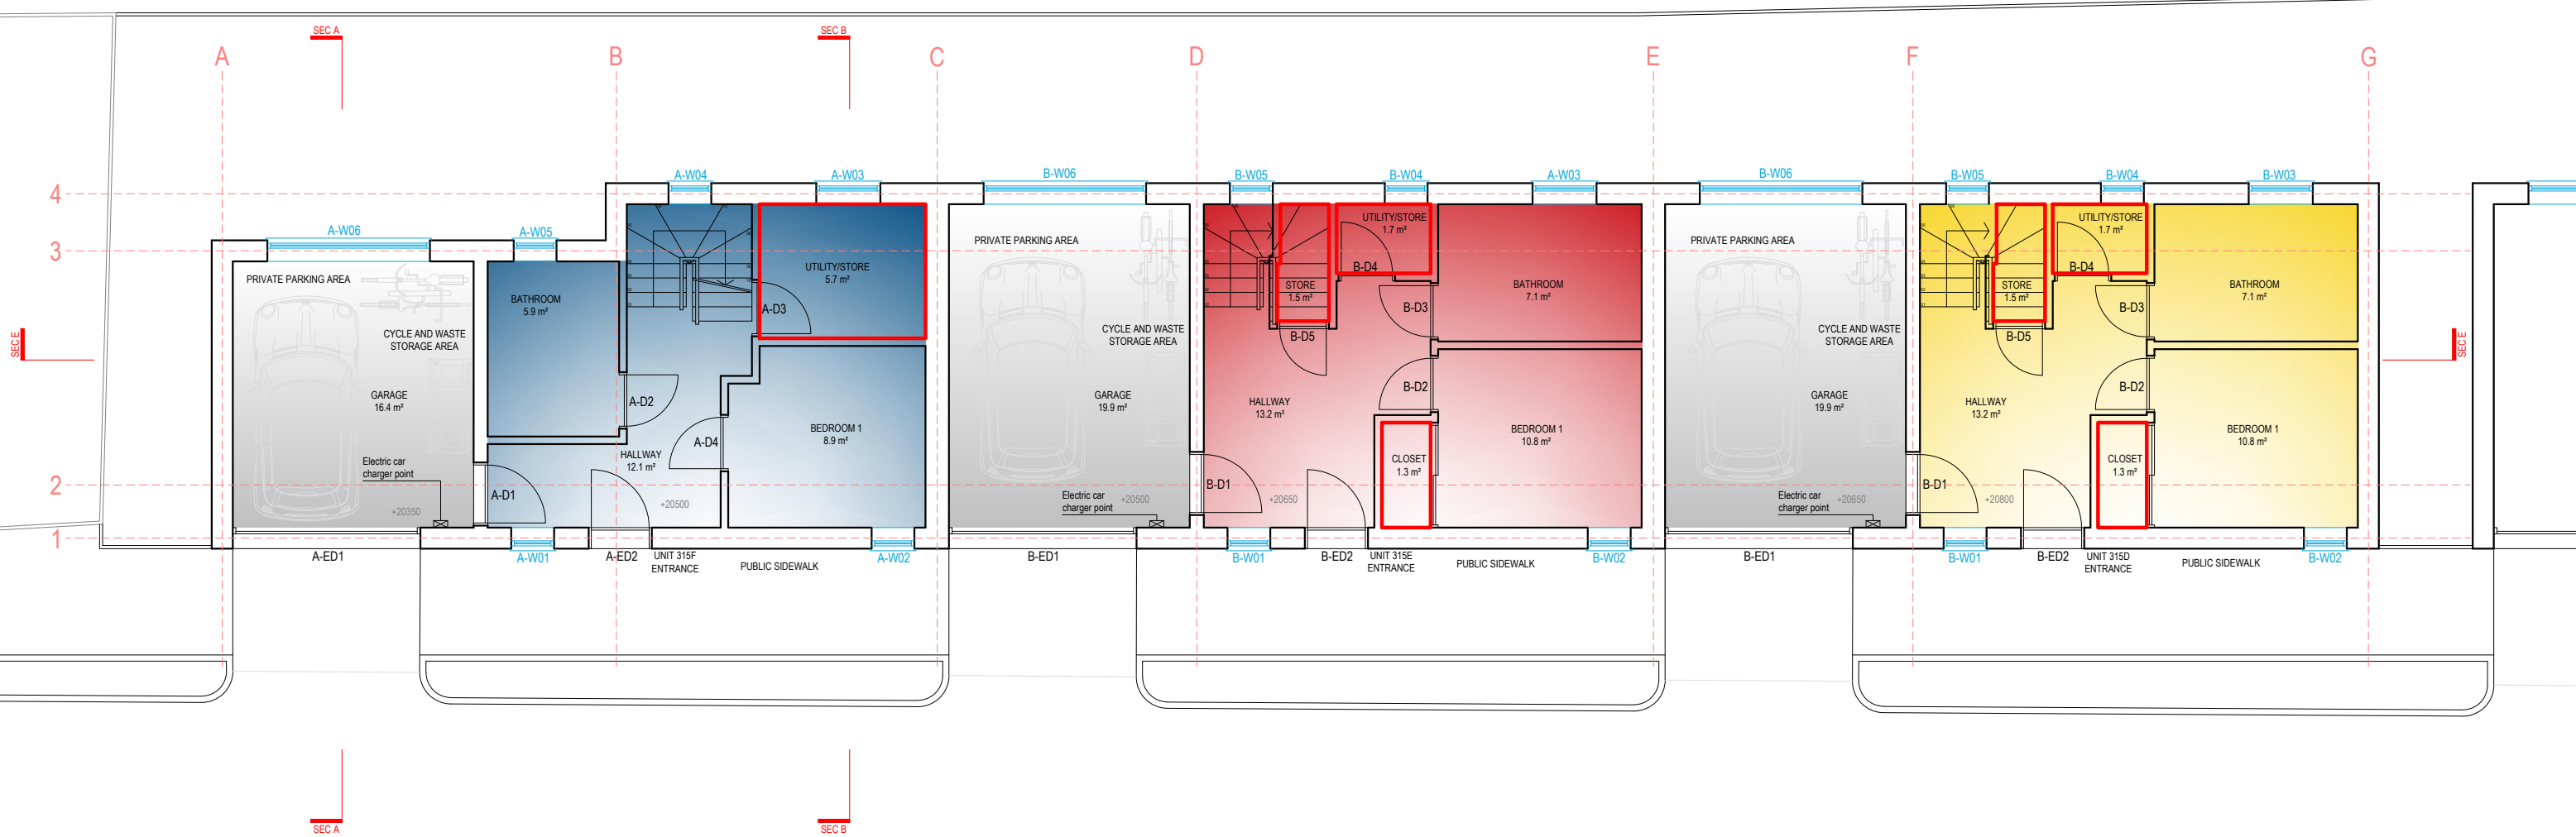 SEC A
SEC B
A
B
C
D
E
F
G
4
3
2
1
SEC E
SEC E
A-W06
A-W05
A-W04
A-W03
B-W06
B-W05
B-W04
A-W03
B-W06
B-W05
B-W04
B-W03
PRIVATE PARKING AREA
CYCLE AND WASTE
STORAGE AREA
GARAGE
16.4 m²
Electric car
charger point
+20350
BATHROOM
5.9 m²
UTILITY/STORE
5.7 m²
A-D3
A-D2
A-D4
A-D1
HALLWAY
12.1 m²
+20500
BEDROOM 1
8.9 m²
PRIVATE PARKING AREA
CYCLE AND WASTE
STORAGE AREA
GARAGE
19.9 m²
Electric car
charger point
+20500
UTILITY/STORE
1.7 m²
B-D4
STORE
1.5 m²
B-D5
B-D3
B-D2
BATHROOM
7.1 m²
HALLWAY
13.2 m²
CLOSET
1.3 m²
BEDROOM 1
10.8 m²
B-D1
+20650
PRIVATE PARKING AREA
CYCLE AND WASTE
STORAGE AREA
GARAGE
19.9 m²
Electric car
charger point
+20650
UTILITY/STORE
1.7 m²
B-D4
STORE
1.5 m²
B-D5
B-D3
B-D2
BATHROOM
7.1 m²
HALLWAY
13.2 m²
CLOSET
1.3 m²
BEDROOM 1
10.8 m²
B-D1
+20800
A-ED1
A-W01
A-ED2
UNIT 315F
ENTRANCE
PUBLIC SIDEWALK
A-W02
B-ED1
B-W01
B-ED2
UNIT 315E
ENTRANCE
PUBLIC SIDEWALK
B-W02
B-ED1
B-W01
B-ED2
UNIT 315D
ENTRANCE
PUBLIC SIDEWALK
B-W02
SEC A
SEC B